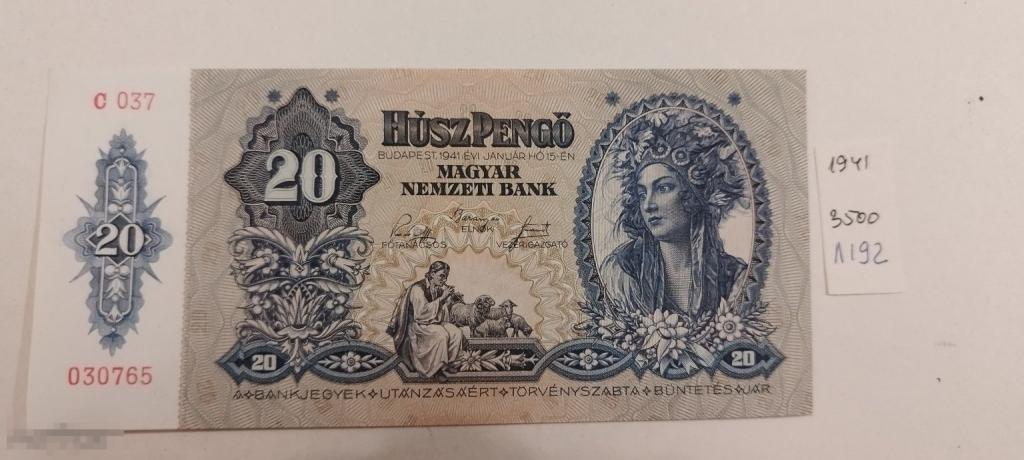 C 037
20
030765
20
HÚSZ PENGŐ
BUDAPEST, 1941. ÉVI JANUÁR HÓ 15-ÉN
MAGYAR
NEMZETI BANK
ELNÖK
FŐTANÁCSOS VEZÉRIGAZGATÓ
20 20
A BANKJEGYEK UTÁNZÁSÁÉRT TÖRVÉNYSZABTA BÜNTETÉS JÁR
1941
3500
Л192